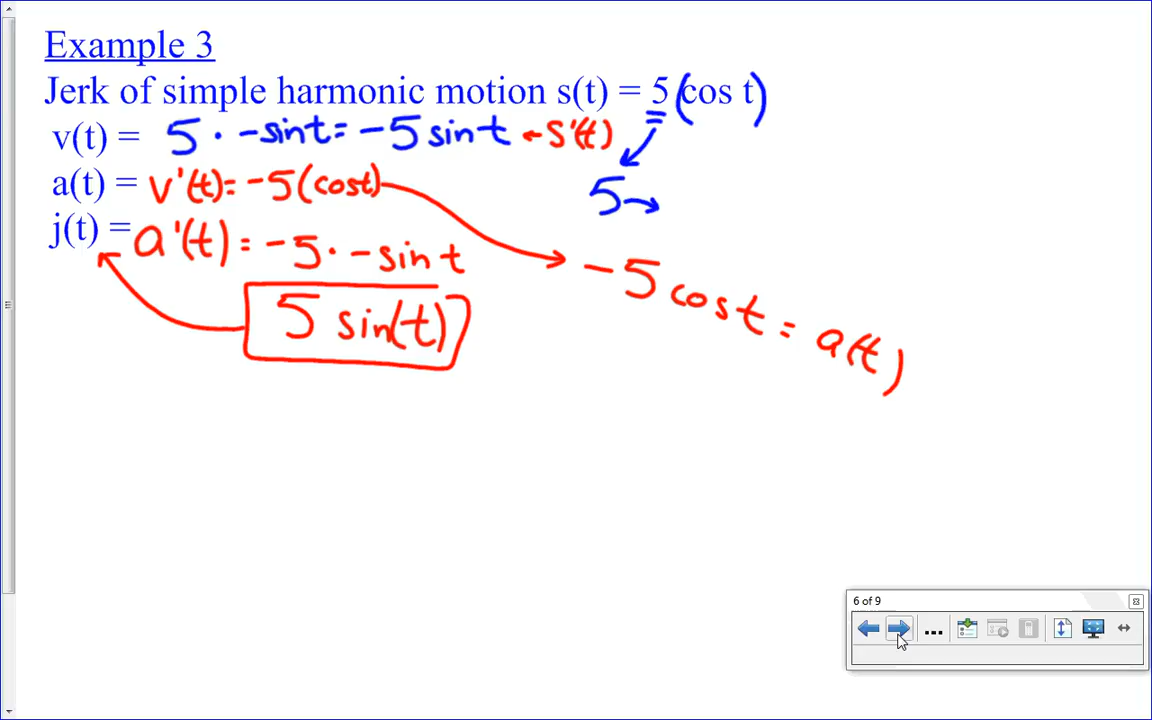 Example 3
Jerk of simple harmonic motion s(t) = 5(cos t)
v(t) = 5 · -sint = -5 sint ← s'(t)
5 →
a(t) = v'(t) = -5(cost)
-5 cost = a(t)
j(t) = a'(t) = -5 · -sin t
5 sin(t)
6 of 9
...